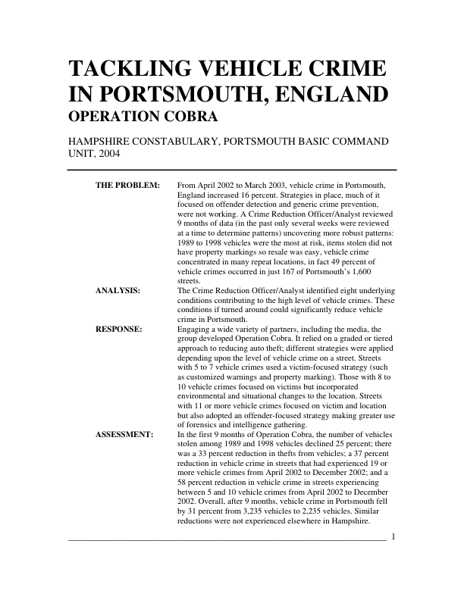 TACKLING VEHICLE CRIME
IN PORTSMOUTH, ENGLAND
OPERATION COBRA
HAMPSHIRE CONSTABULARY, PORTSMOUTH BASIC COMMAND
UNIT, 2004
THE PROBLEM: From April 2002 to March 2003, vehicle crime in Portsmouth,
England increased 16 percent. Strategies in place, much of it
focused on offender detection and generic crime prevention,
were not working. A Crime Reduction Officer/Analyst reviewed
9 months of data (in the past only several weeks were reviewed
at a time to determine patterns) uncovering more robust patterns:
1989 to 1998 vehicles were the most at risk, items stolen did not
have property markings so resale was easy, vehicle crime
concentrated in many repeat locations, in fact 49 percent of
vehicle crimes occurred in just 167 of Portsmouth's 1,600
streets.
ANALYSIS: The Crime Reduction Officer/Analyst identified eight underlying
conditions contributing to the high level of vehicle crimes. These
conditions if turned around could significantly reduce vehicle
crime in Portsmouth.
RESPONSE: Engaging a wide variety of partners, including the media, the
group developed Operation Cobra. It relied on a graded or tiered
approach to reducing auto theft; different strategies were applied
depending upon the level of vehicle crime on a street. Streets
with 5 to 7 vehicle crimes used a victim-focused strategy (such
as customized warnings and property marking). Those with 8 to
10 vehicle crimes focused on victims but incorporated
environmental and situational changes to the location. Streets
with 11 or more vehicle crimes focused on victim and location
but also adopted an offender-focused strategy making greater use
of forensics and intelligence gathering.
ASSESSMENT: In the first 9 months of Operation Cobra, the number of vehicles
stolen among 1989 and 1998 vehicles declined 25 percent; there
was a 33 percent reduction in thefts from vehicles; a 37 percent
reduction in vehicle crime in streets that had experienced 19 or
more vehicle crimes from April 2002 to December 2002; and a
58 percent reduction in vehicle crime in streets experiencing
between 5 and 10 vehicle crimes from April 2002 to December
2002. Overall, after 9 months, vehicle crime in Portsmouth fell
by 31 percent from 3,235 vehicles to 2,235 vehicles. Similar
reductions were not experienced elsewhere in Hampshire.
1